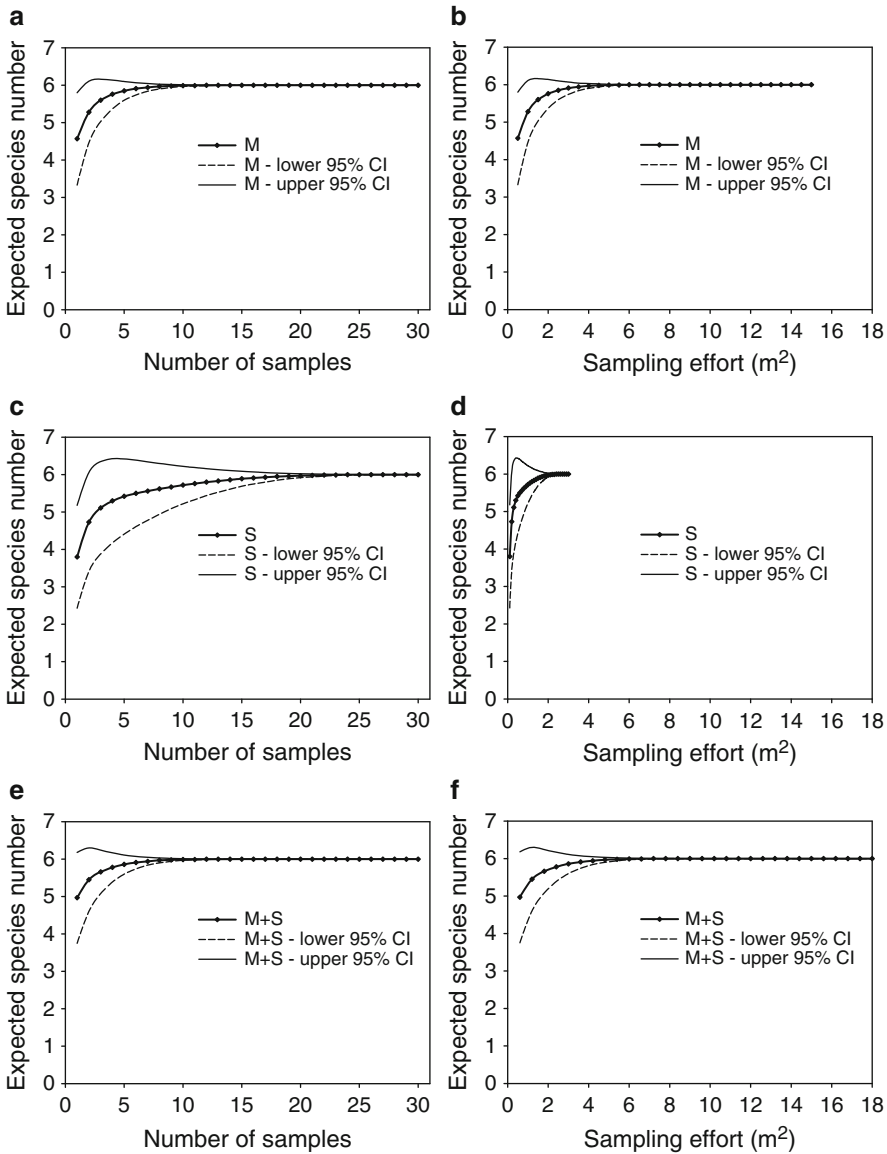 a
Expected species number
7
6
5
4
3
2
1
0
M
M - lower 95% CI
M - upper 95% CI
0 5 10 15 20 25 30
Number of samples
b
Expected species number
7
6
5
4
3
2
1
0
M
M - lower 95% CI
M - upper 95% CI
0 2 4 6 8 10 12 14 16 18
Sampling effort (m²)
c
Expected species number
7
6
5
4
3
2
1
0
S
S - lower 95% CI
S - upper 95% CI
0 5 10 15 20 25 30
Number of samples
d
Expected species number
7
6
5
4
3
2
1
0
S
S - lower 95% CI
S - upper 95% CI
0 2 4 6 8 10 12 14 16 18
Sampling effort (m²)
e
Expected species number
7
6
5
4
3
2
1
0
M+S
M+S - lower 95% CI
M+S - upper 95% CI
0 5 10 15 20 25 30
Number of samples
f
Expected species number
7
6
5
4
3
2
1
0
M+S
M+S - lower 95% CI
M+S - upper 95% CI
0 2 4 6 8 10 12 14 16 18
Sampling effort (m²)